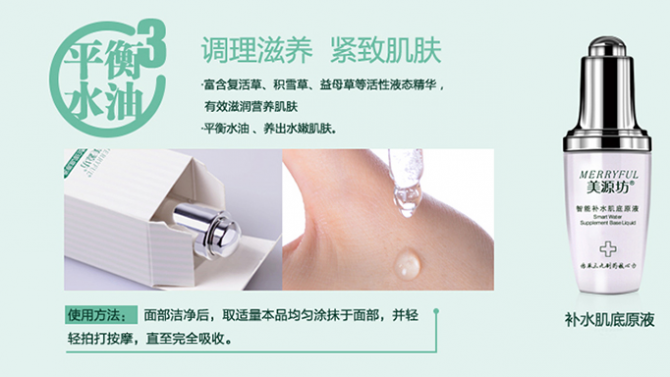 平衡3
水油
调理滋养 紧致肌肤
·富含复活草、积雪草、益母草等活性液态精华，
有效滋润营养肌肤
·平衡水油、养出水嫩肌肤。
MERRYFUL
美源坊®
智能补水肌底原液
Smart Water
Supplement Base Liquid
补水肌底原液
使用方法： 面部洁净后，取适量本品均匀涂抹于面部，并轻
轻拍打按摩，直至完全吸收。